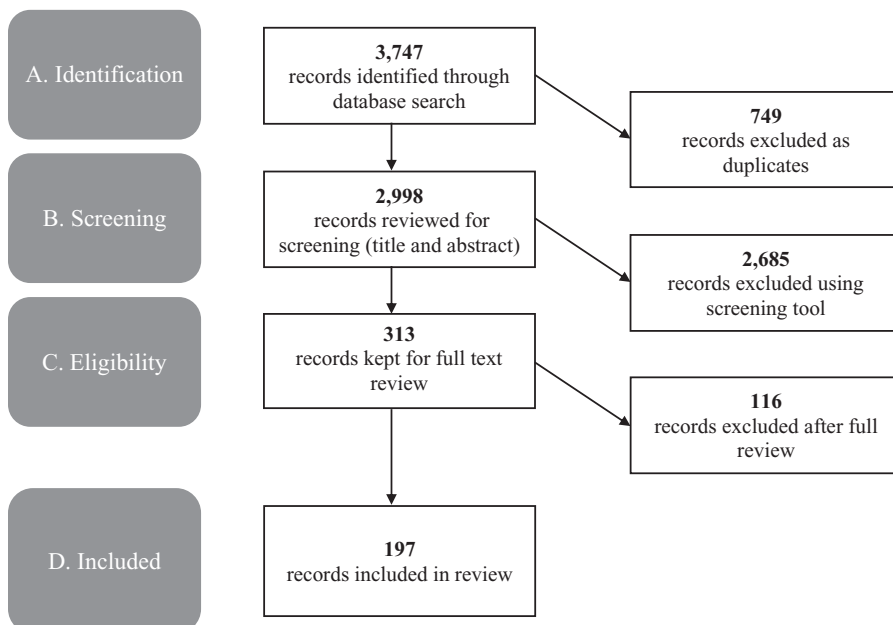 A. Identification
3,747
records identified through
database search
749
records excluded as
duplicates
B. Screening
2,998
records reviewed for
screening (title and abstract)
2,685
records excluded using
screening tool
C. Eligibility
313
records kept for full text
review
116
records excluded after full
review
D. Included
197
records included in review